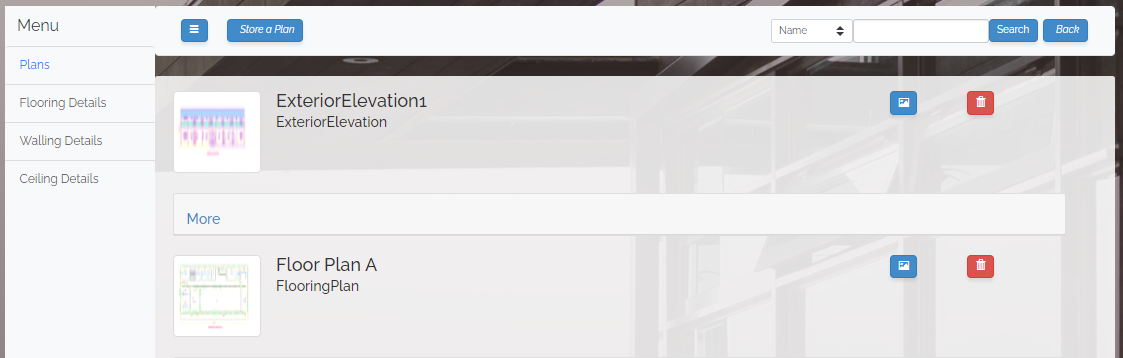 Menu
Store a Plan
Name
Search
Back
Plans
Flooring Details
Walling Details
Ceiling Details
ExteriorElevation1
ExteriorElevation
More
Floor Plan A
FlooringPlan